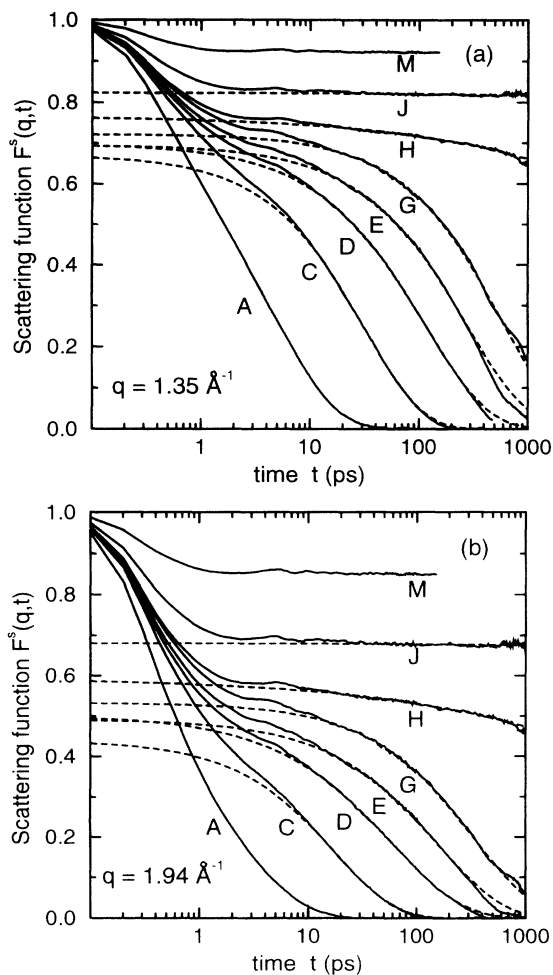 (a)
Scattering function Fˢ(q,t)
1.0
0.8
0.6
0.4
0.2
0.0
M
J
H
G
E
D
C
A
q = 1.35 Å⁻¹
1
10
100
1000
time t (ps)
(b)
Scattering function Fˢ(q,t)
1.0
0.8
0.6
0.4
0.2
0.0
M
J
H
G
E
D
C
A
q = 1.94 Å⁻¹
1
10
100
1000
time t (ps)